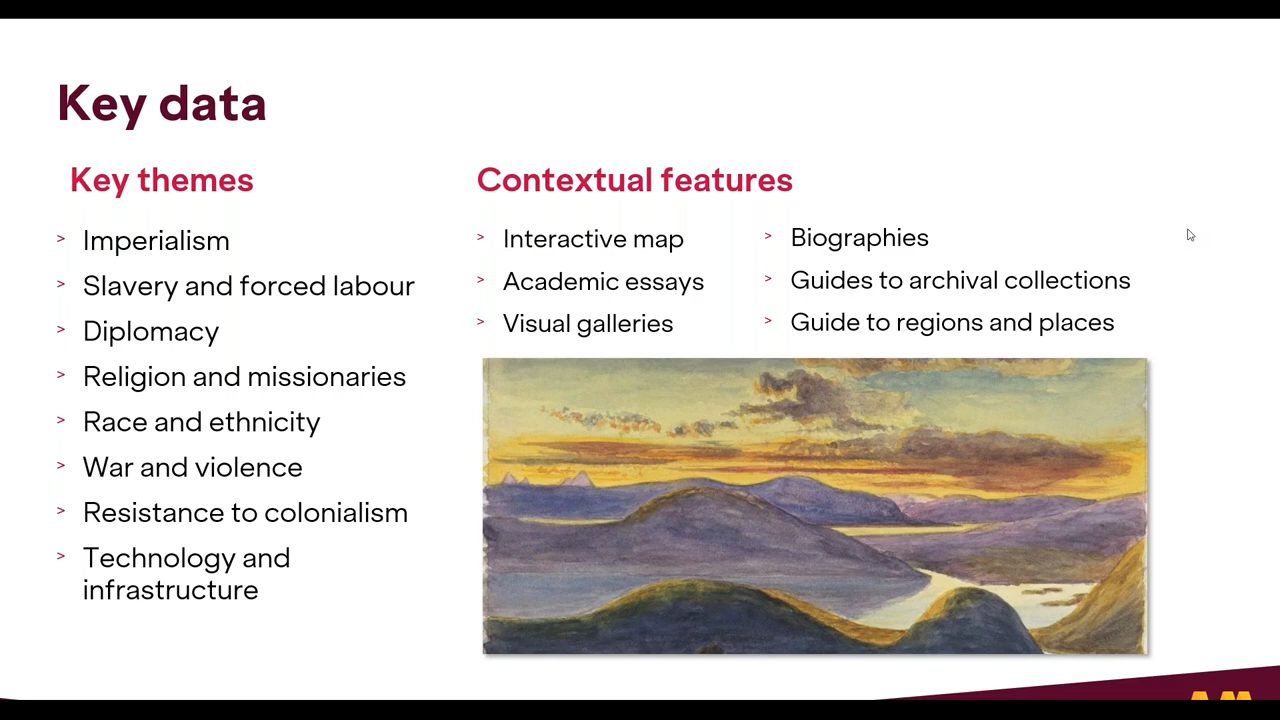 Key data
Key themes
> Imperialism
> Slavery and forced labour
> Diplomacy
> Religion and missionaries
> Race and ethnicity
> War and violence
> Resistance to colonialism
> Technology and
infrastructure
Contextual features
> Interactive map
> Academic essays
> Visual galleries
> Biographies
> Guides to archival collections
> Guide to regions and places